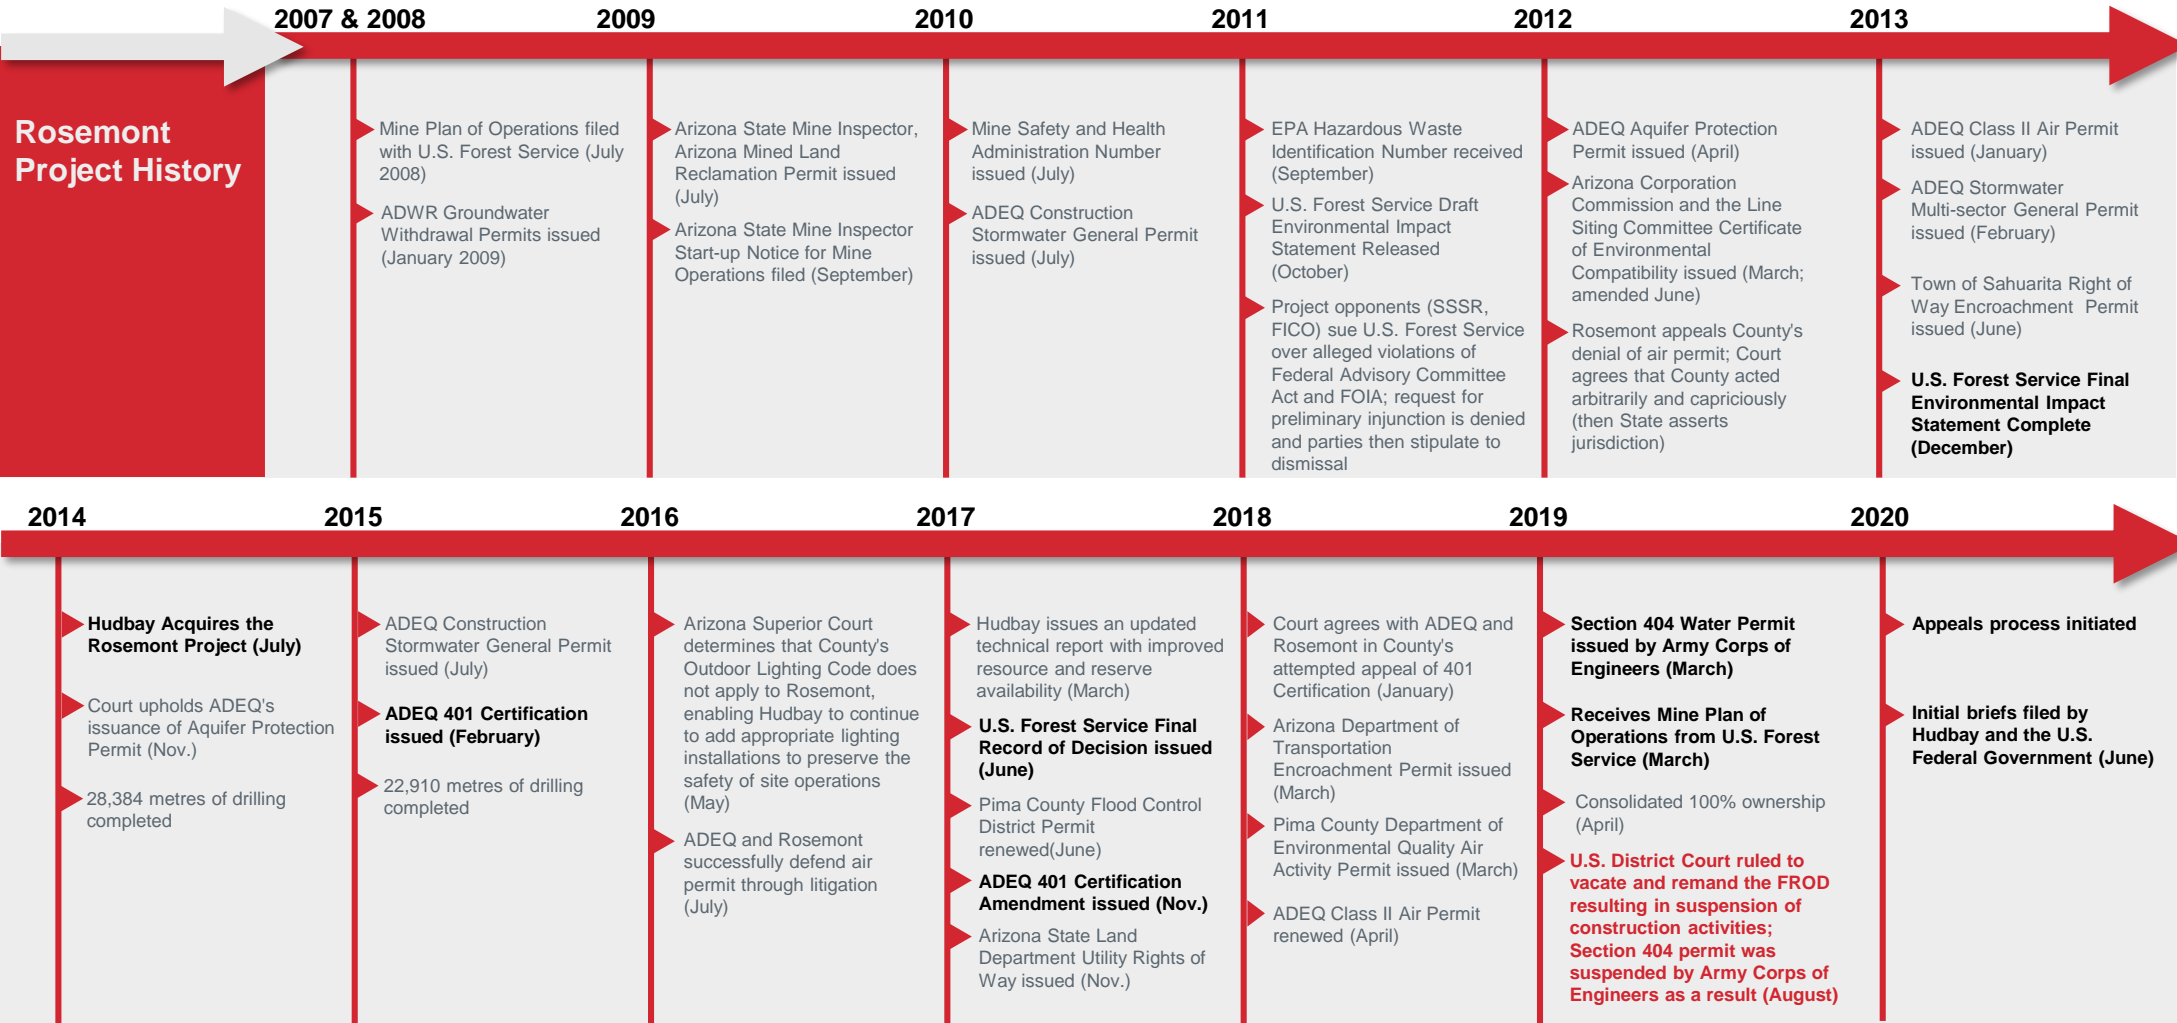 2007 & 2008
2009
2010
2011
2012
2013
Rosemont
Project History
Mine Plan of Operations filed
with U.S. Forest Service (July
2008)
ADWR Groundwater
Withdrawal Permits issued
(January 2009)
Arizona State Mine Inspector,
Arizona Mined Land
Reclamation Permit issued
(July)
Arizona State Mine Inspector
Start-up Notice for Mine
Operations filed (September)
Mine Safety and Health
Administration Number
issued (July)
ADEQ Construction
Stormwater General Permit
issued (July)
EPA Hazardous Waste
Identification Number received
(September)
U.S. Forest Service Draft
Environmental Impact
Statement Released
(October)
Project opponents (SSSR,
FICO) sue U.S. Forest Service
over alleged violations of
Federal Advisory Committee
Act and FOIA; request for
preliminary injunction is denied
and parties then stipulate to
dismissal
ADEQ Aquifer Protection
Permit issued (April)
Arizona Corporation
Commission and the Line
Siting Committee Certificate
of Environmental
Compatibility issued (March;
amended June)
Rosemont appeals County's
denial of air permit; Court
agrees that County acted
arbitrarily and capriciously
(then State asserts
jurisdiction)
ADEQ Class II Air Permit
issued (January)
ADEQ Stormwater
Multi-sector General Permit
issued (February)
Town of Sahuarita Right of
Way Encroachment Permit
issued (June)
U.S. Forest Service Final
Environmental Impact
Statement Complete
(December)
2014
2015
2016
2017
2018
2019
2020
Hudbay Acquires the
Rosemont Project (July)
Court upholds ADEQ's
issuance of Aquifer Protection
Permit (Nov.)
28,384 metres of drilling
completed
ADEQ Construction
Stormwater General Permit
issued (July)
ADEQ 401 Certification
issued (February)
22,910 metres of drilling
completed
Arizona Superior Court
determines that County's
Outdoor Lighting Code does
not apply to Rosemont,
enabling Hudbay to continue
to add appropriate lighting
installations to preserve the
safety of site operations
(May)
ADEQ and Rosemont
successfully defend air
permit through litigation
(July)
Hudbay issues an updated
technical report with improved
resource and reserve
availability (March)
U.S. Forest Service Final
Record of Decision issued
(June)
Pima County Flood Control
District Permit
renewed(June)
ADEQ 401 Certification
Amendment issued (Nov.)
Arizona State Land
Department Utility Rights of
Way issued (Nov.)
Court agrees with ADEQ and
Rosemont in County's
attempted appeal of 401
Certification (January)
Arizona Department of
Transportation
Encroachment Permit issued
(March)
Pima County Department of
Environmental Quality Air
Activity Permit issued (March)
ADEQ Class II Air Permit
renewed (April)
Section 404 Water Permit
issued by Army Corps of
Engineers (March)
Receives Mine Plan of
Operations from U.S. Forest
Service (March)
Consolidated 100% ownership
(April)
U.S. District Court ruled to
vacate and remand the FROD
resulting in suspension of
construction activities;
Section 404 permit was
suspended by Army Corps of
Engineers as a result (August)
Appeals process initiated
Initial briefs filed by
Hudbay and the U.S.
Federal Government (June)